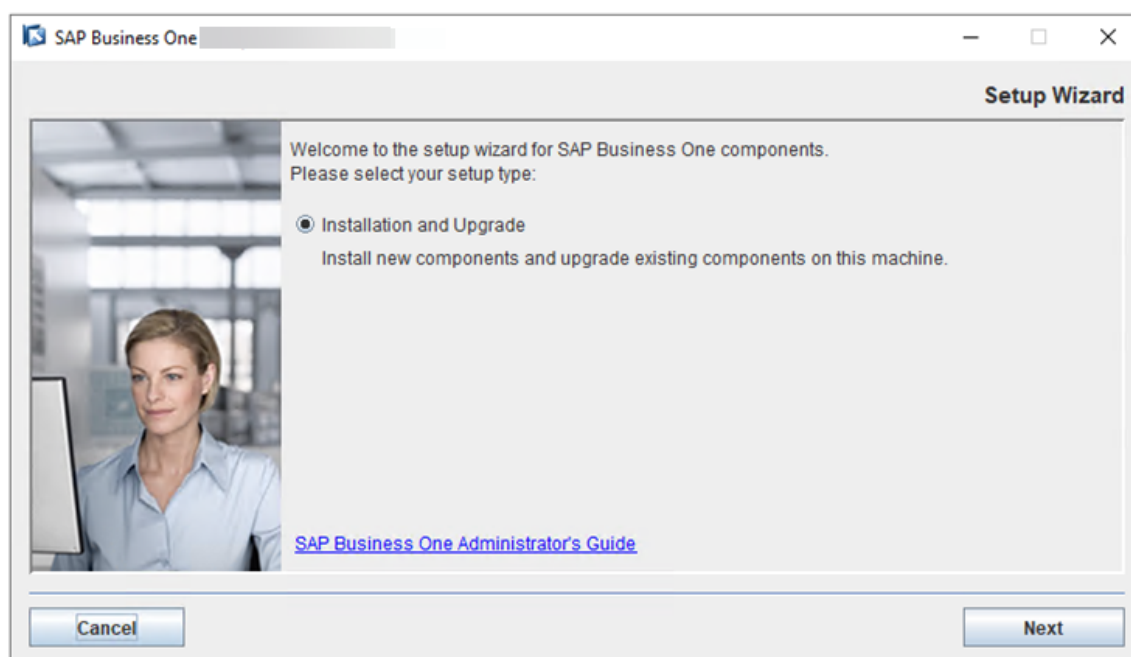 SAP Business One
Setup Wizard
Welcome to the setup wizard for SAP Business One components.
Please select your setup type:
Installation and Upgrade
Install new components and upgrade existing components on this machine.
SAP Business One Administrator's Guide
Cancel
Next